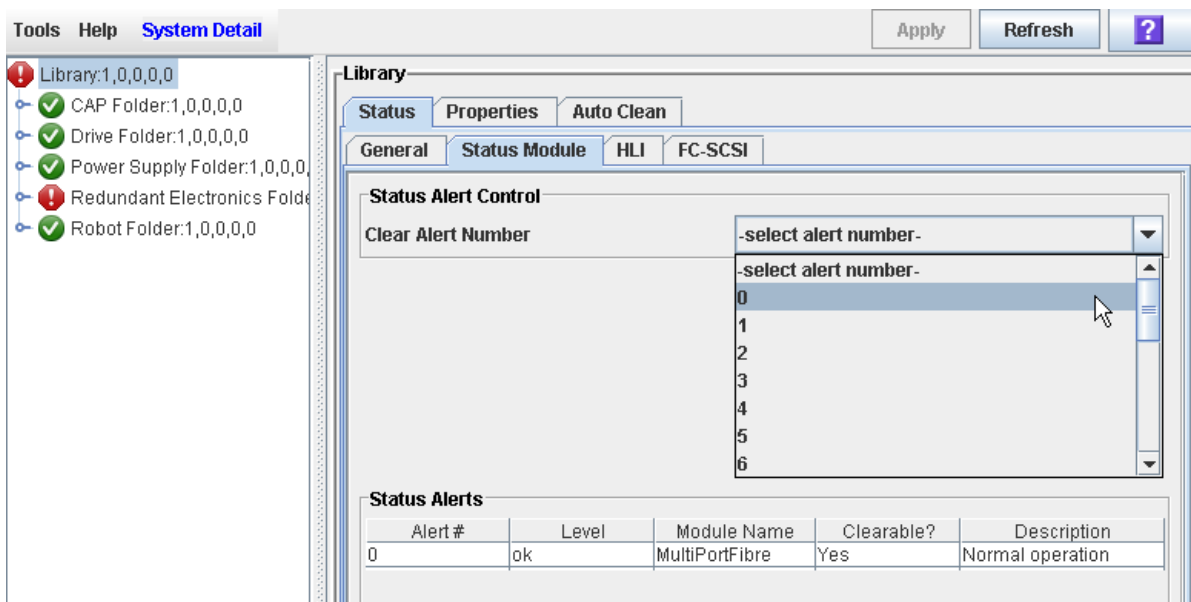 Tools Help System Detail
Apply Refresh ?
Library:1,0,0,0,0
CAP Folder:1,0,0,0,0
Drive Folder:1,0,0,0,0
Power Supply Folder:1,0,0,0,
Redundant Electronics Folde
Robot Folder:1,0,0,0,0
Library
Status Properties Auto Clean
General Status Module HLI FC-SCSI
Status Alert Control
Clear Alert Number -select alert number-
-select alert number-
0
1
2
3
4
5
6
Status Alerts
Alert # Level Module Name Clearable? Description
0 ok MultiPortFibre Yes Normal operation